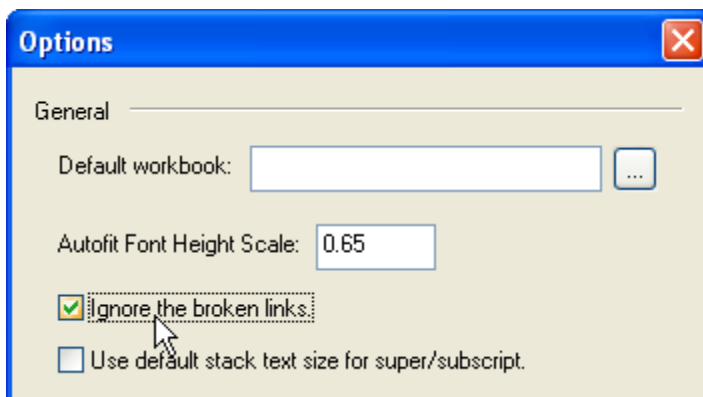 Options
General
Default workbook:
...
Autofit Font Height Scale: 0.65
Ignore the broken links.
Use default stack text size for super/subscript.